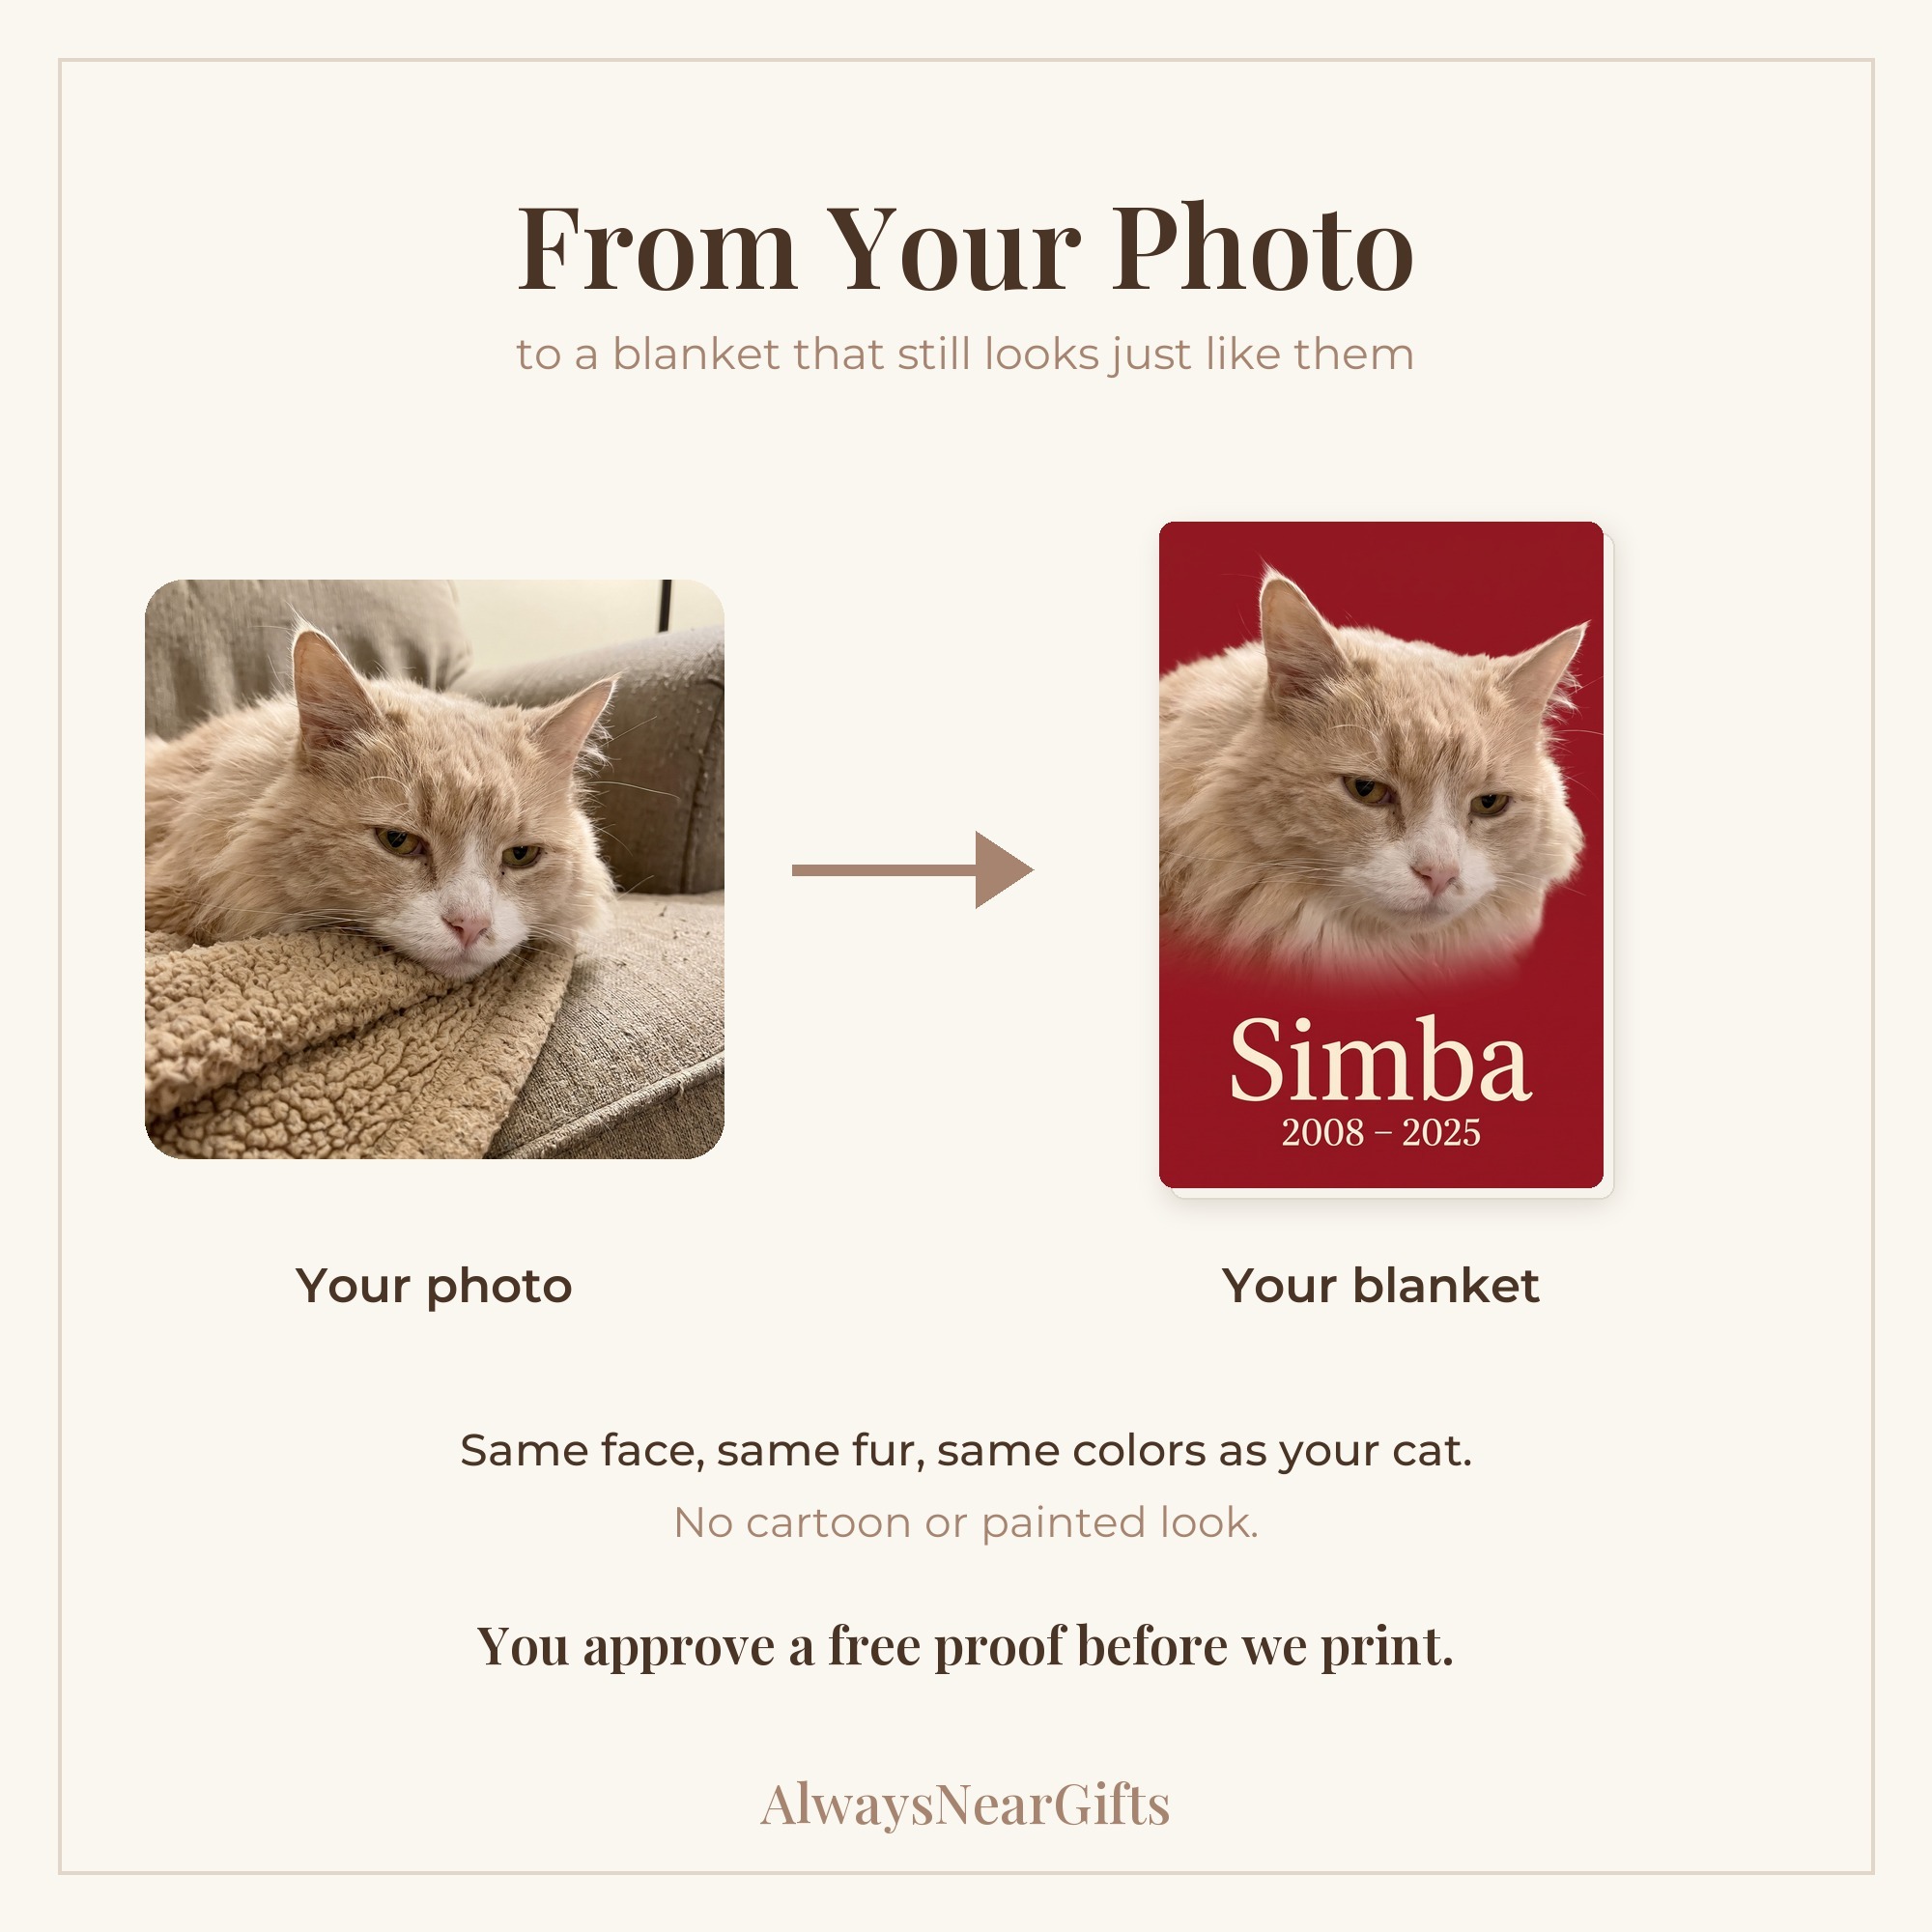 From Your Photo
to a blanket that still looks just like them
Simba
2008 – 2025
Your photo
Your blanket
Same face, same fur, same colors as your cat.
No cartoon or painted look.
You approve a free proof before we print.
AlwaysNearGifts